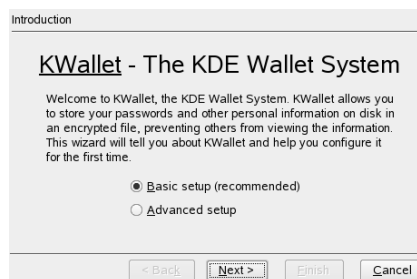 Introduction
KWallet - The KDE Wallet System
Welcome to KWallet, the KDE Wallet System. KWallet allows you
to store your passwords and other personal information on disk in
an encrypted file, preventing others from viewing the information.
This wizard will tell you about KWallet and help you configure it
for the first time.
Basic setup (recommended)
Advanced setup
< Back Next > Finish Cancel